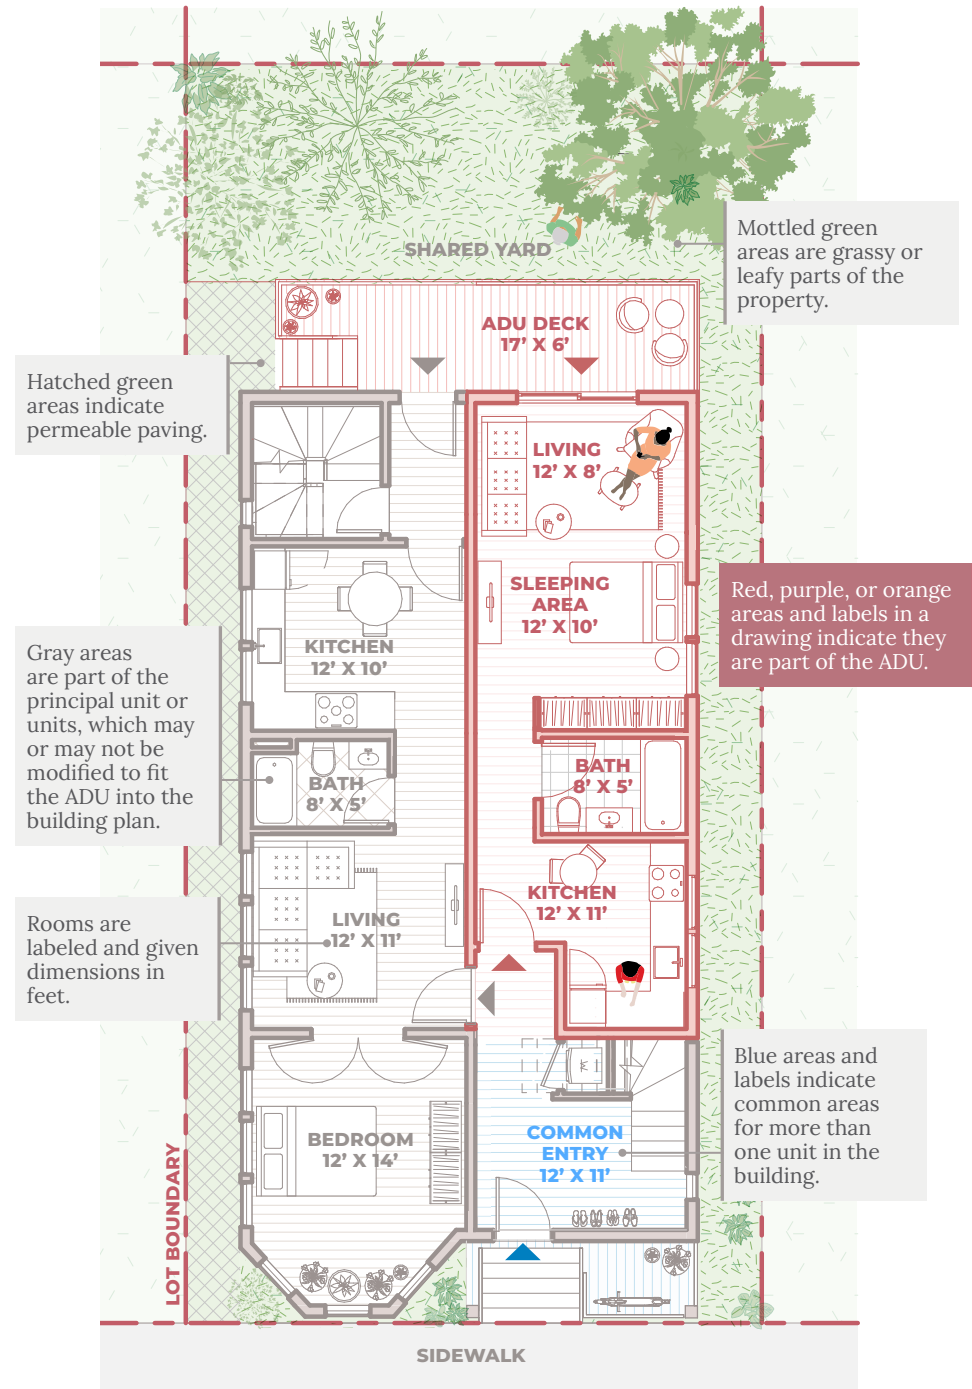 SHARED YARD
Mottled green
areas are grassy or
leafy parts of the
property.
ADU DECK
17’ X 6’
Hatched green
areas indicate
permeable paving.
LIVING
12’ X 8’
SLEEPING
AREA
12’ X 10’
Red, purple, or orange
areas and labels in a
drawing indicate they
are part of the ADU.
KITCHEN
12’ X 10’
Gray areas
are part of the
principal unit or
units, which may
or may not be
modified to fit
the ADU into the
building plan.
BATH
8’ X 5’
BATH
8’ X 5’
KITCHEN
12’ X 11’
Rooms are
labeled and given
dimensions in
feet.
LIVING
12’ X 11’
W
Blue areas and
labels indicate
common areas
for more than
one unit in the
building.
BEDROOM
12’ X 14’
COMMON
ENTRY
12’ X 11’
LOT BOUNDARY
SIDEWALK